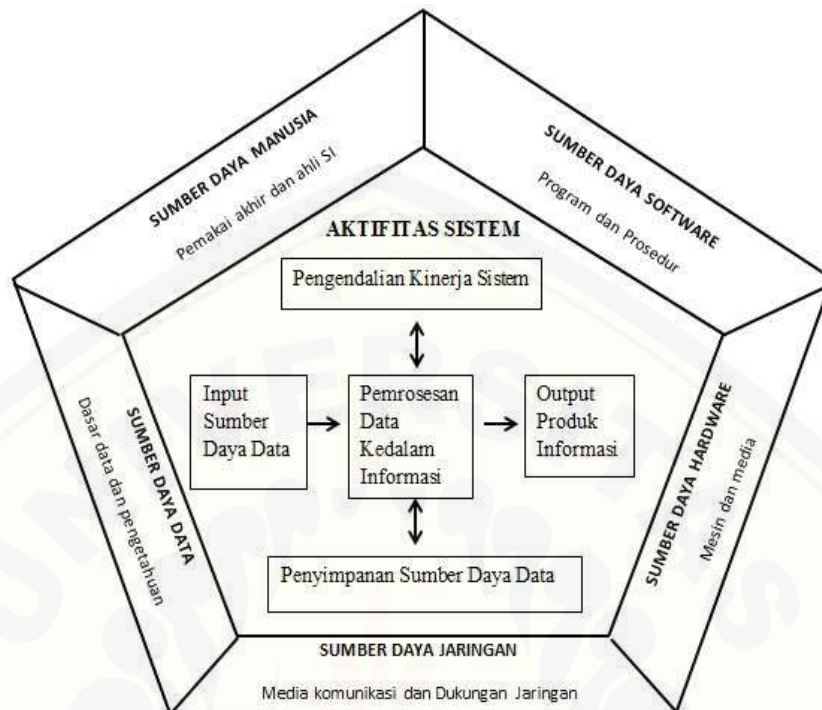 SUMBER DAYA MANUSIA
Pemakai akhir dan ahli SI
SUMBER DAYA SOFTWARE
Program dan Prosedur
AKTIFITAS SISTEM
Pengendalian Kinerja Sistem
Input
Sumber
Daya Data
Pemrosesan
Data
Kedalam
Informasi
Output
Produk
Informasi
SUMBER DAYA DATA
Dasar data dan pengetahuan
SUMBER DAYA HARDWARE
Mesin dan media
Penyimpanan Sumber Daya Data
SUMBER DAYA JARINGAN
Media komunikasi dan Dukungan Jaringan
UNIVERSITAS